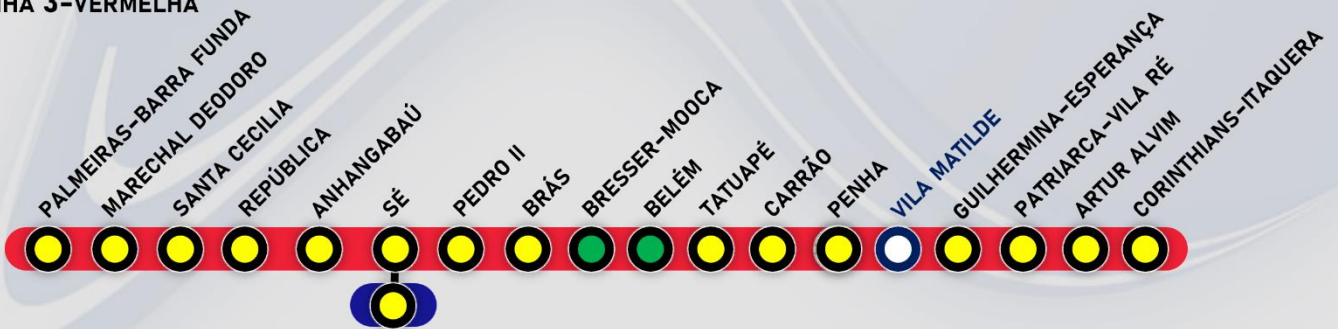 3-VERMELHA
PALMEIRAS-BARRA FUNDA
MARECHAL DEODORO
SANTA CECILIA
REPÚBLICA
ANHANGABAÚ
SÉ
PEDRO II
BRÁS
BRESSER-MOOCA
BELÉM
TATUAPÉ
CARRÃO
PENHA
VILA MATILDE
GUILHERMINA-ESPERANÇA
PATRIARCA-VILA RÉ
ARTUR ALVIM
CORINTHIANS-ITAQUERA